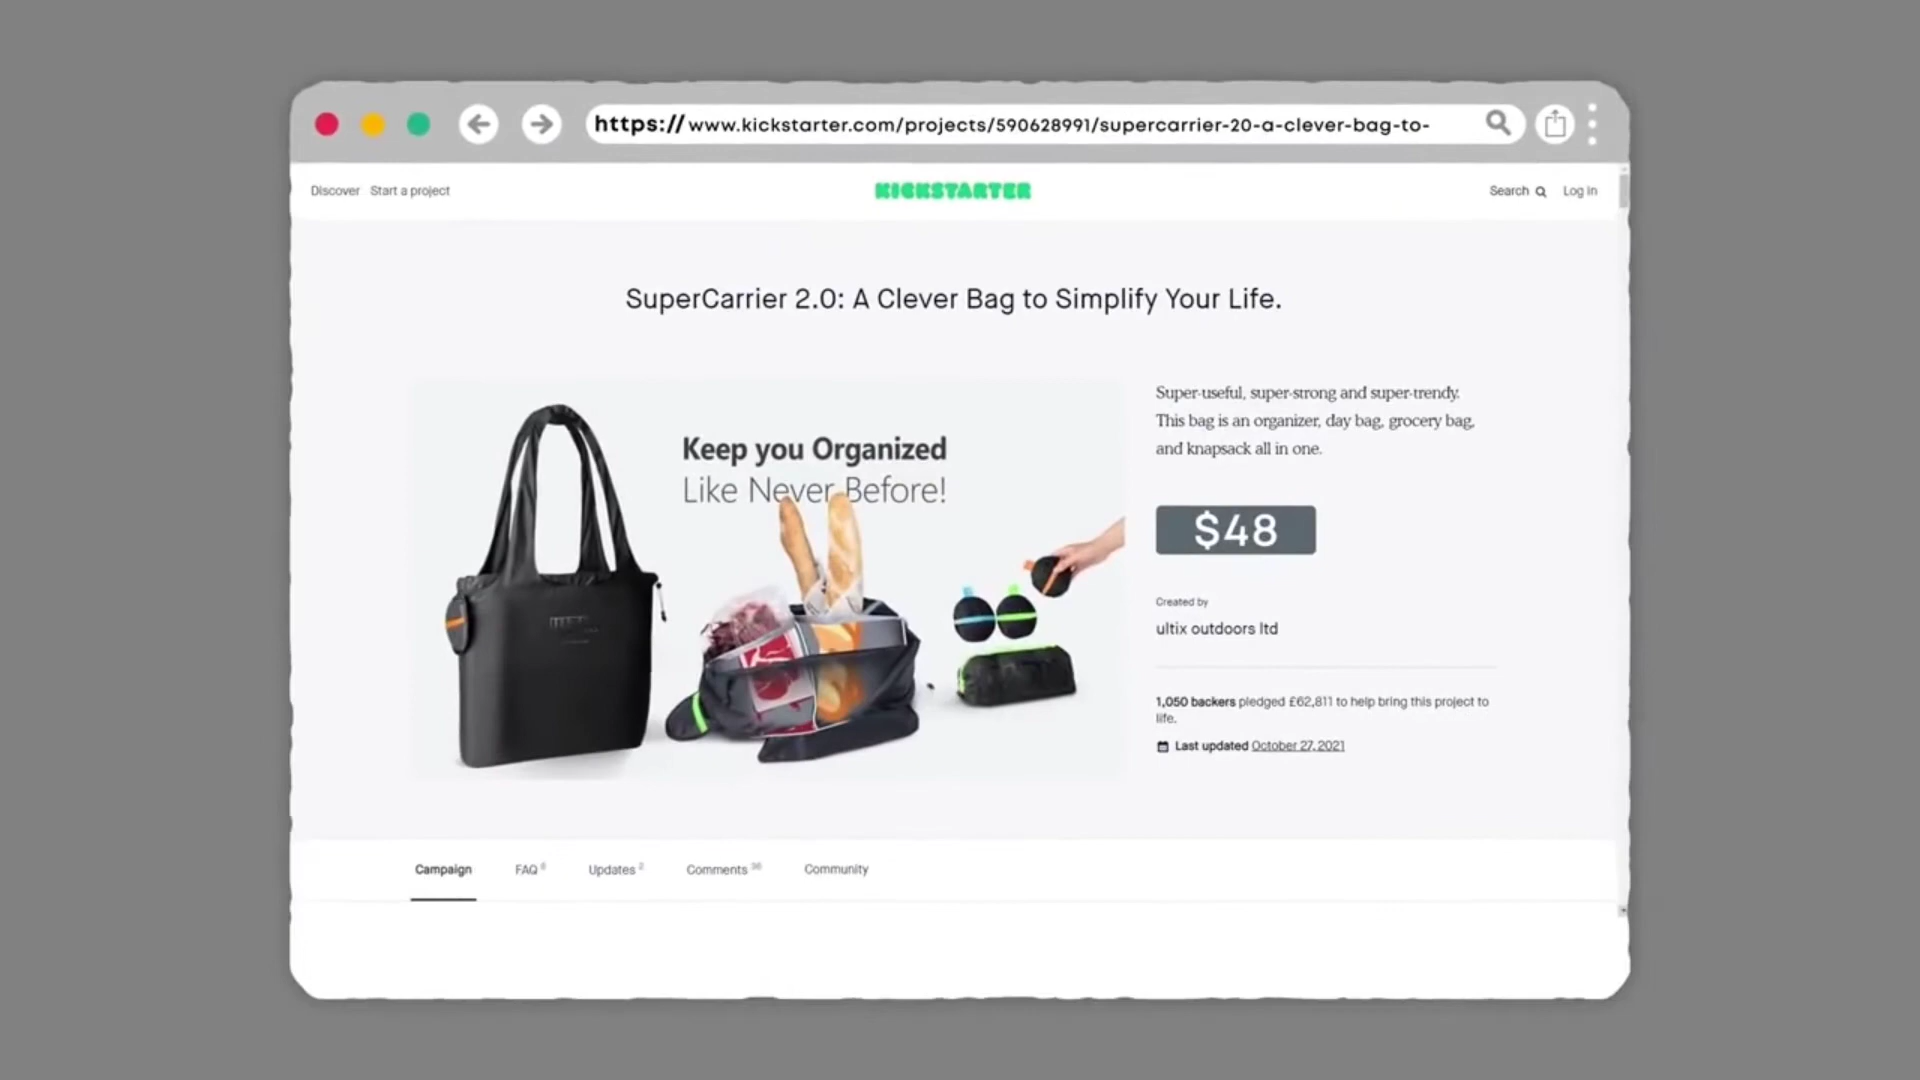 https:// www.kickstarter.com/projects/590628991/supercarrier-20-a-clever-bag-to-
Discover Start a project
KICKSTARTER
Search Log In
SuperCarrier 2.0: A Clever Bag to Simplify Your Life.
Keep you Organized
Like Never Before!
Super-useful, super-strong and super-trendy.
This bag is an organizer, day bag, grocery bag,
and knapsack all in one.
$48
Created by
ultix outdoors ltd
1,050 backers pledged £62,811 to help bring this project to
life.
Last updated October 27, 2021
Campaign FAQ Updates 2 Comments 36 Community